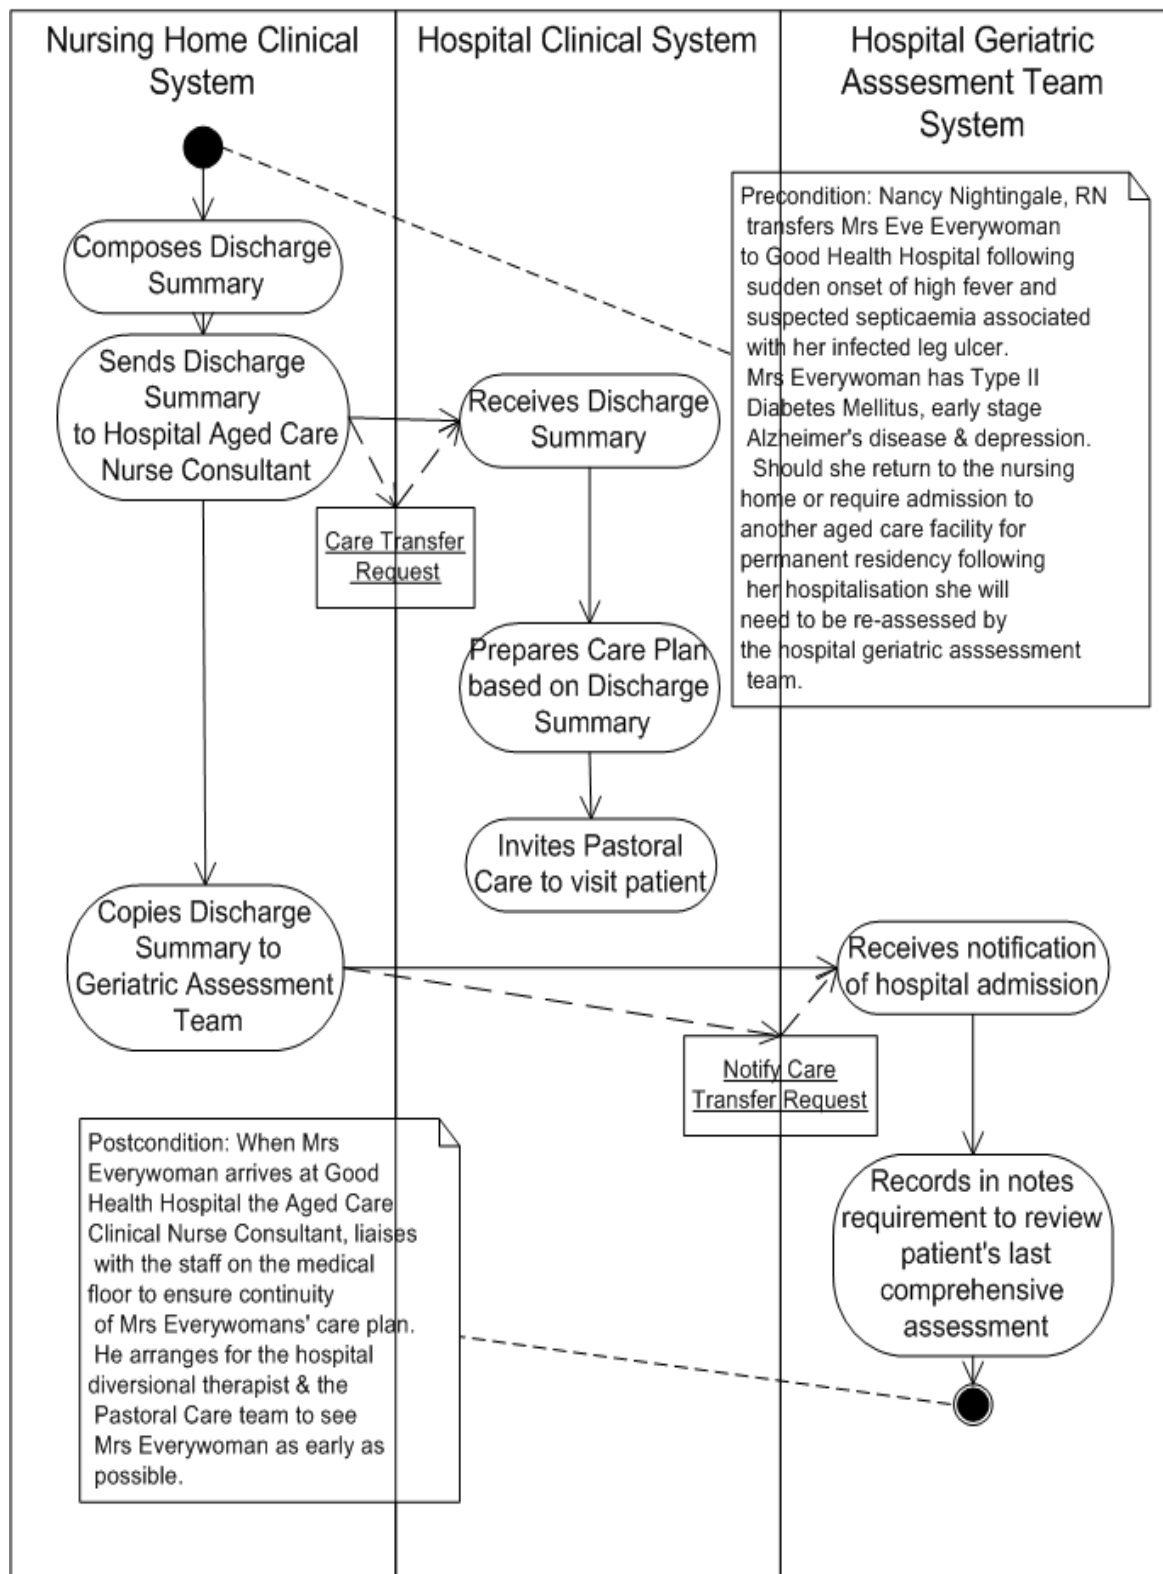 Nursing Home Clinical
System
Hospital Clinical System
Hospital Geriatric
Asssesment Team
System
Precondition: Nancy Nightingale, RN
transfers Mrs Eve Everywoman
to Good Health Hospital following
sudden onset of high fever and
suspected septicaemia associated
with her infected leg ulcer.
Mrs Everywoman has Type II
Diabetes Mellitus, early stage
Alzheimer's disease & depression.
Should she return to the nursing
home or require admission to
another aged care facility for
permanent residency following
her hospitalisation she will
need to be re-assessed by
the hospital geriatric asssessment
team.
Composes Discharge
Summary
Sends Discharge
Summary
to Hospital Aged Care
Nurse Consultant
Receives Discharge
Summary
Care Transfer
Request
Prepares Care Plan
based on Discharge
Summary
Invites Pastoral
Care to visit patient
Copies Discharge
Summary to
Geriatric Assessment
Team
Receives notification
of hospital admission
Notify Care
Transfer Request
Records in notes
requirement to review
patient's last
comprehensive
assessment
Postcondition: When Mrs
Everywoman arrives at Good
Health Hospital the Aged Care
Clinical Nurse Consultant, liaises
with the staff on the medical
floor to ensure continuity
of Mrs Everywomans' care plan.
He arranges for the hospital
diversional therapist & the
Pastoral Care team to see
Mrs Everywoman as early as
possible.